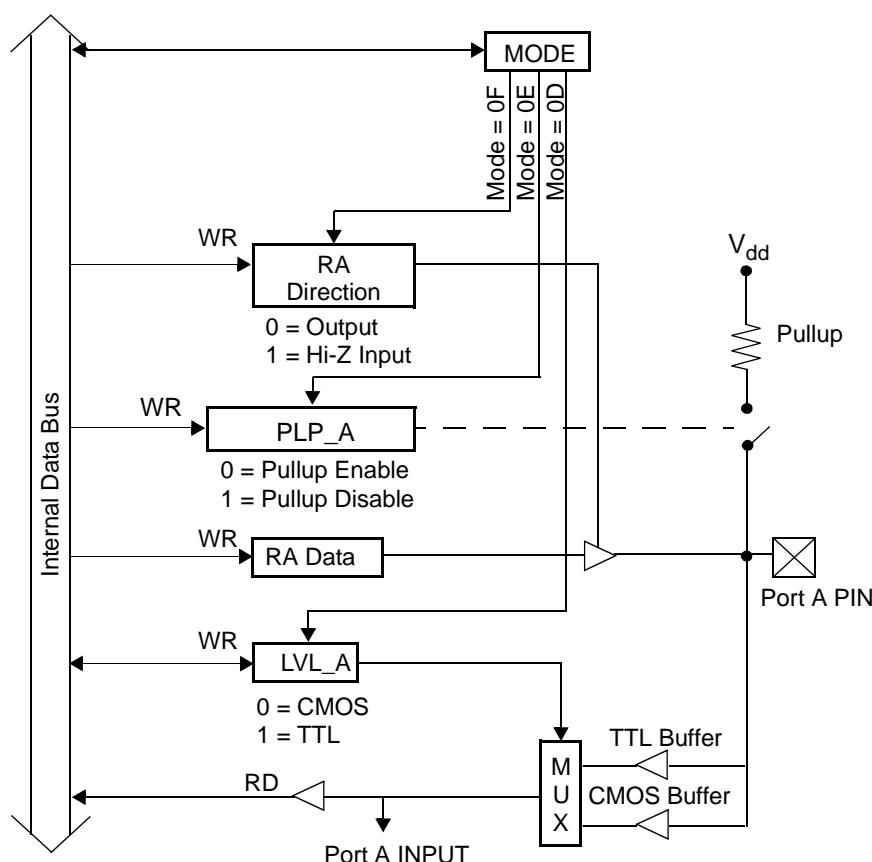 MODE
Mode = 0F
Mode = 0E
Mode = 0D
WR
RA
Direction
0 = Output
1 = Hi-Z Input
Vdd
Pullup
WR
PLP_A
0 = Pullup Enable
1 = Pullup Disable
Internal Data Bus
WR
RA Data
Port A PIN
WR
LVL_A
0 = CMOS
1 = TTL
TTL Buffer
M
U
X
CMOS Buffer
RD
Port A INPUT